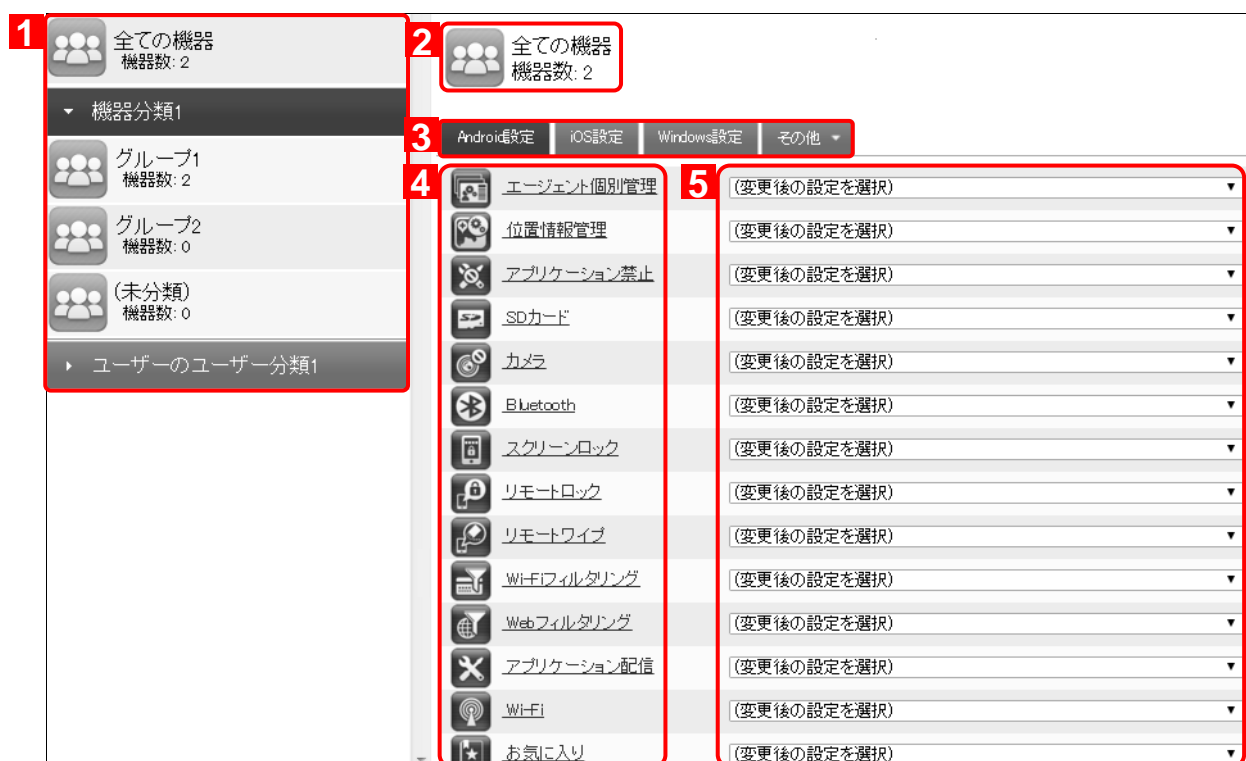 1
全ての機器
機器数: 2
機器分類1
グループ1
機器数: 2
グループ2
機器数: 0
(未分類)
機器数: 0
ユーザーのユーザー分類1
2
全ての機器
機器数: 2
3
Android設定 iOS設定 Windows設定 その他
4 5
エージェント個別管理 (変更後の設定を選択)
位置情報管理 (変更後の設定を選択)
アプリケーション禁止 (変更後の設定を選択)
SDカード (変更後の設定を選択)
カメラ (変更後の設定を選択)
Bluetooth (変更後の設定を選択)
スクリーンロック (変更後の設定を選択)
リモートロック (変更後の設定を選択)
リモートワイプ (変更後の設定を選択)
Wi-Fiフィルタリング (変更後の設定を選択)
Webフィルタリング (変更後の設定を選択)
アプリケーション配信 (変更後の設定を選択)
Wi-Fi (変更後の設定を選択)
お気に入り (変更後の設定を選択)